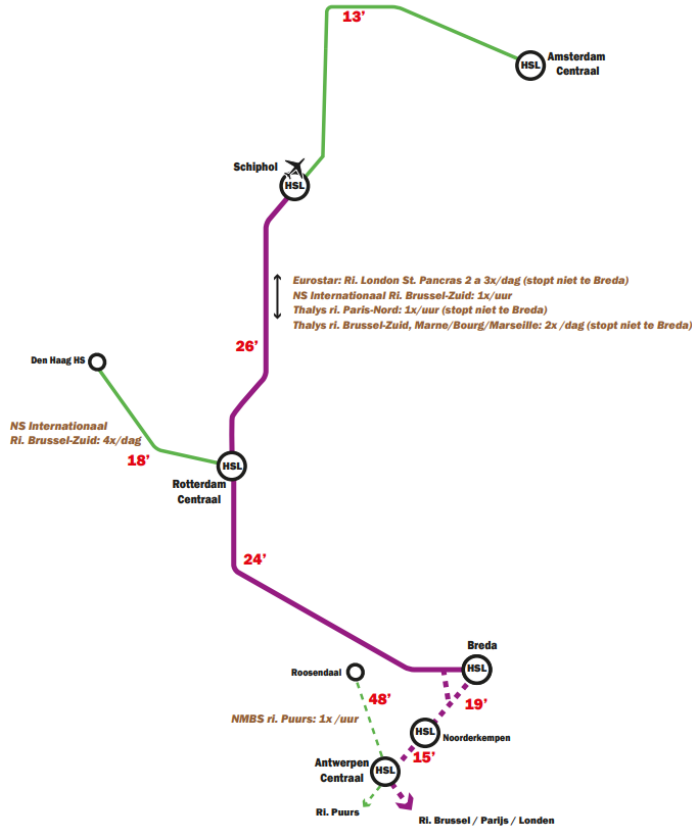 13’
HSL
Amsterdam
Centraal
Schiphol
HSL
Eurostar: Ri. London St. Pancras 2 a 3x/dag (stopt niet te Breda)
NS Internationaal Ri. Brussel-Zuid: 1x/uur
Thalys ri. Paris-Nord: 1x/uur (stopt niet te Breda)
Thalys ri. Brussel-Zuid, Marne/Bourg/Marseille: 2x /dag (stopt niet te Breda)
26’
Den Haag HS
NS Internationaal
Ri. Brussel-Zuid: 4x/dag
18’
HSL
Rotterdam
Centraal
24’
Breda
HSL
Roosendaal
48’
19’
NMBS ri. Puurs: 1x /uur
HSL
Noorderkempen
15’
Antwerpen
Centraal
HSL
Ri. Puurs
Ri. Brussel / Parijs / Londen